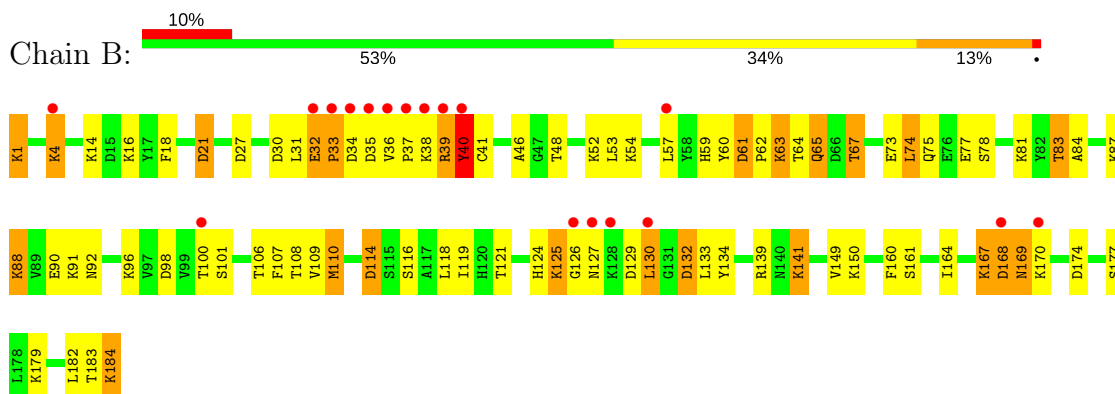 10%
Chain B:
53% 34% 13% .
K1 K4 K14 D15 K16 Y17 F18 D21 D27 D30 L31 E32 P33 D34 D35 V36 P37 K38 R39 Y40 C41 A46 G47 T48 K52 L53 K54 L57 Y58 H59 Y60 D61 P62 K63 T64 Q65 D66 T67 E73 L74 Q75 E76 E77 S78 K81 Y82 T83 A84 K87
K88 V89 E90 K91 N92 K96 V97 D98 V99 T100 S101 T106 F107 T108 V109 M110 D114 S115 S116 A117 L118 I119 H120 T121 H124 K125 G126 N127 K128 D129 L130 G131 D132 L133 Y134 R139 N140 K141 V149 K150 F160 S161 I164 K167 D168 N169 K170 D174 S177
L178 K179 L182 T183 K184